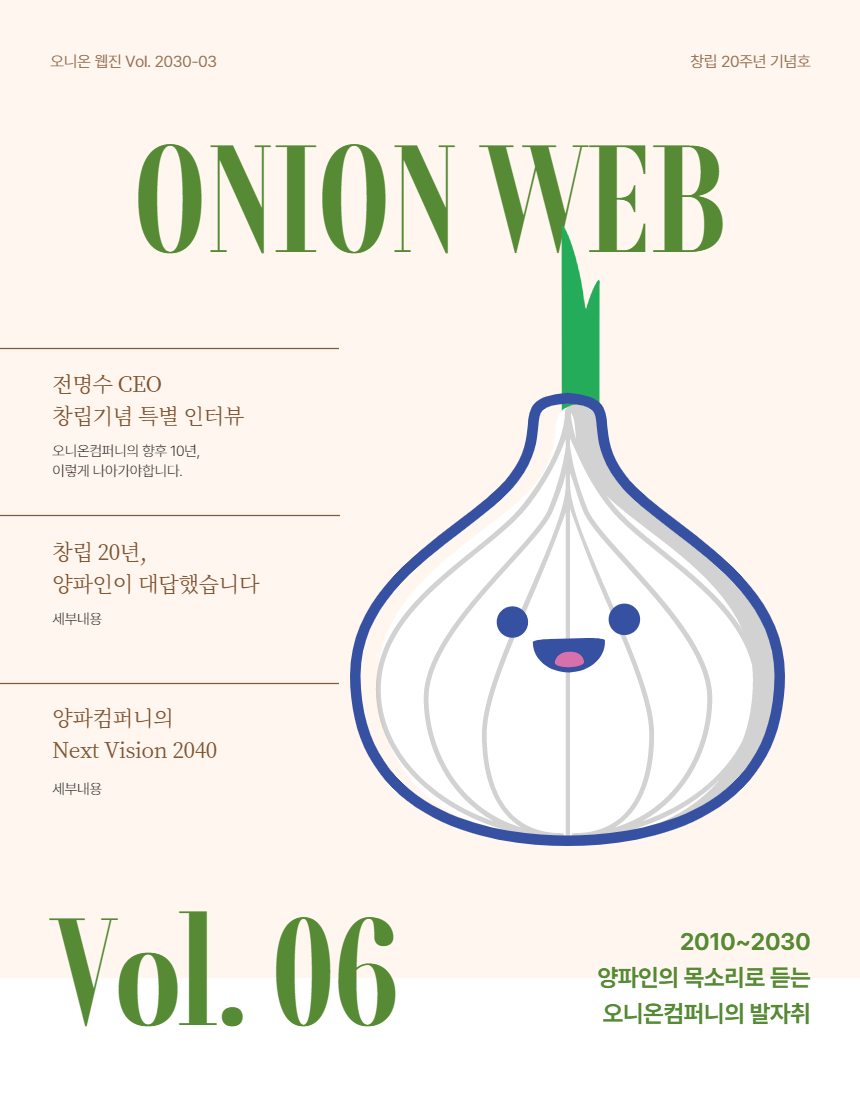 오니온 웹진 Vol. 2030-03
창립 20주년 기념호
ONION WEB
전명수 CEO
창립기념 특별 인터뷰
오니온컴퍼니의 향후 10년,
이렇게 나아가야합니다.
창립 20년,
양파인이 대답했습니다
세부내용
양파컴퍼니의
Next Vision 2040
세부내용
Vol. 06
2010~2030
양파인의 목소리로 듣는
오니온컴퍼니의 발자취